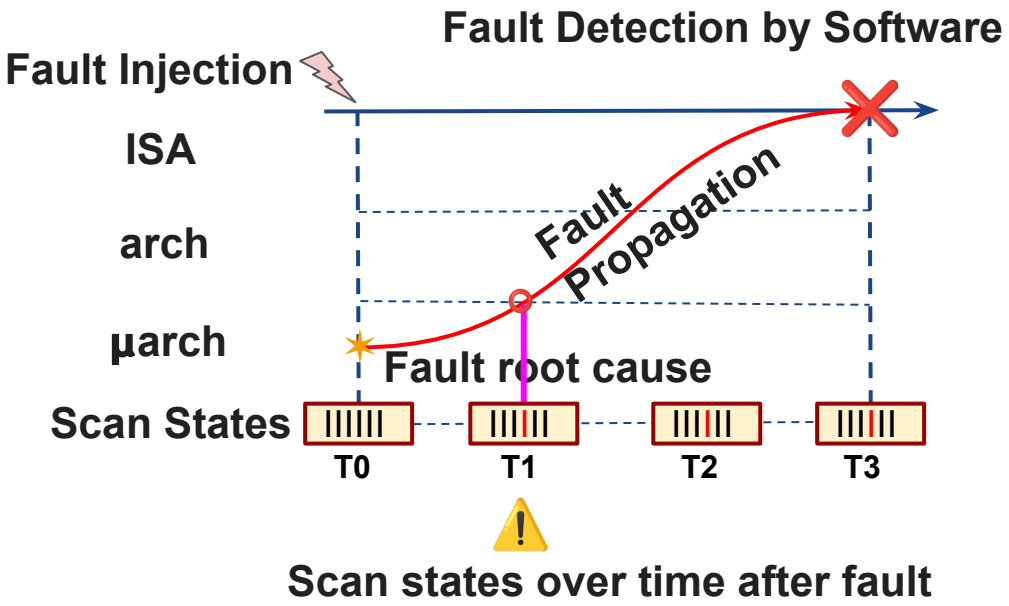 Fault Detection by Software
Fault Injection
ISA
arch
Fault
Propagation
µarch
Fault root cause
Scan States
T0
T1
T2
T3
Scan states over time after fault